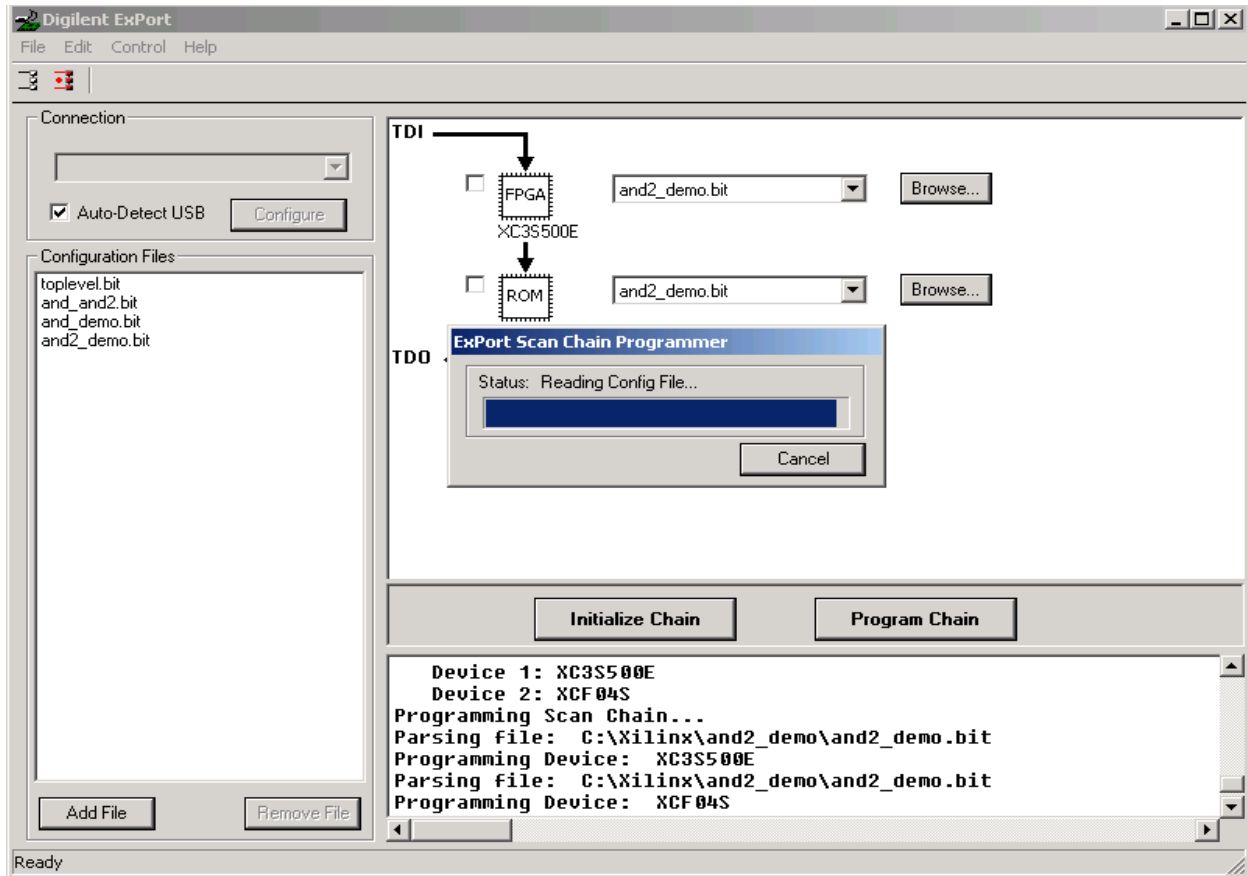 Digilent ExPort
File Edit Control Help
Connection
Auto-Detect USB
Configure
Configuration Files
toplevel.bit
and_and2.bit
and_demo.bit
and2_demo.bit
Add File
Remove File
TDI
FPGA
and2_demo.bit
Browse...
XC3S500E
ROM
and2_demo.bit
Browse...
TDO
ExPort Scan Chain Programmer
Status: Reading Config File...
Cancel
Initialize Chain
Program Chain
Device 1: XC3S500E
Device 2: XCF04S
Programming Scan Chain...
Parsing file: C:\Xilinx\and2_demo\and2_demo.bit
Programming Device: XC3S500E
Parsing file: C:\Xilinx\and2_demo\and2_demo.bit
Programming Device: XCF04S
Ready